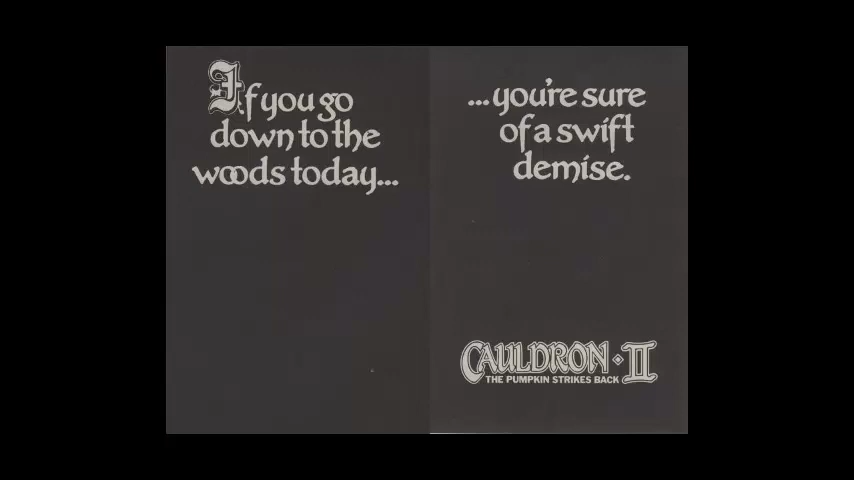 If you go
down to the
woods today...
...you're sure
of a swift
demise.
CAULDRON · II
THE PUMPKIN STRIKES BACK